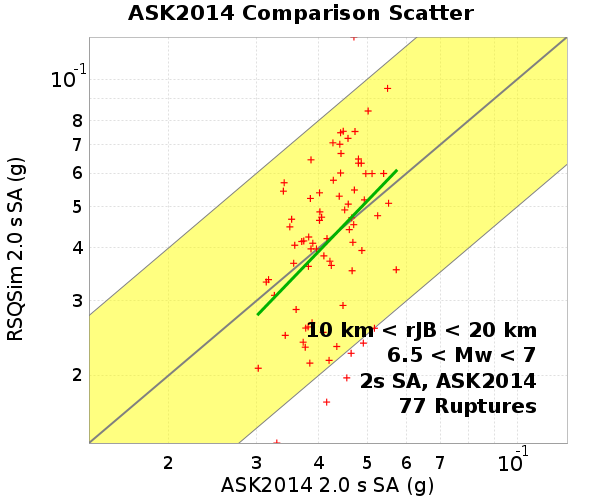 ASK2014 Comparison Scatter
RSQSim 2.0 s SA (g)
10-1
8
7
6
5
4
3
2
10 km < rJB < 20 km
6.5 < Mw < 7
2s SA, ASK2014
77 Ruptures
2 3 4 5 6 7 10-1
ASK2014 2.0 s SA (g)